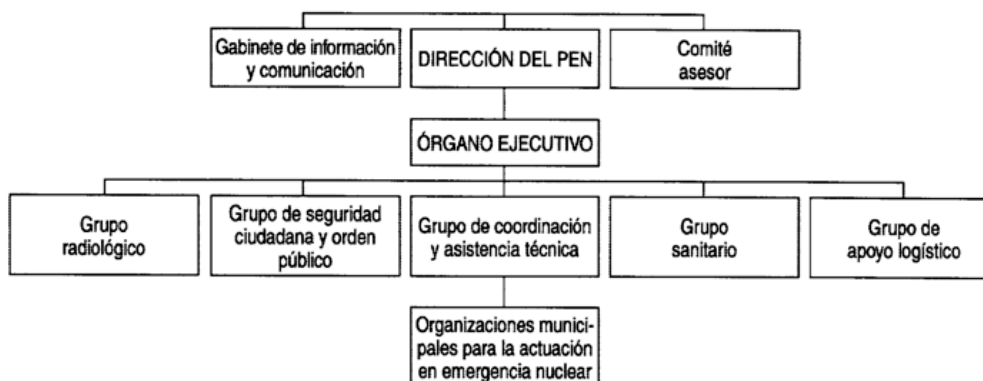 Gabinete de información
y comunicación
DIRECCIÓN DEL PEN
Comité
asesor
ÓRGANO EJECUTIVO
Grupo
radiológico
Grupo de seguridad
ciudadana y orden
público
Grupo de coordinación
y asistencia técnica
Grupo
sanitario
Grupo de
apoyo logístico
Organizaciones munici-
pales para la actuación
en emergencia nuclear